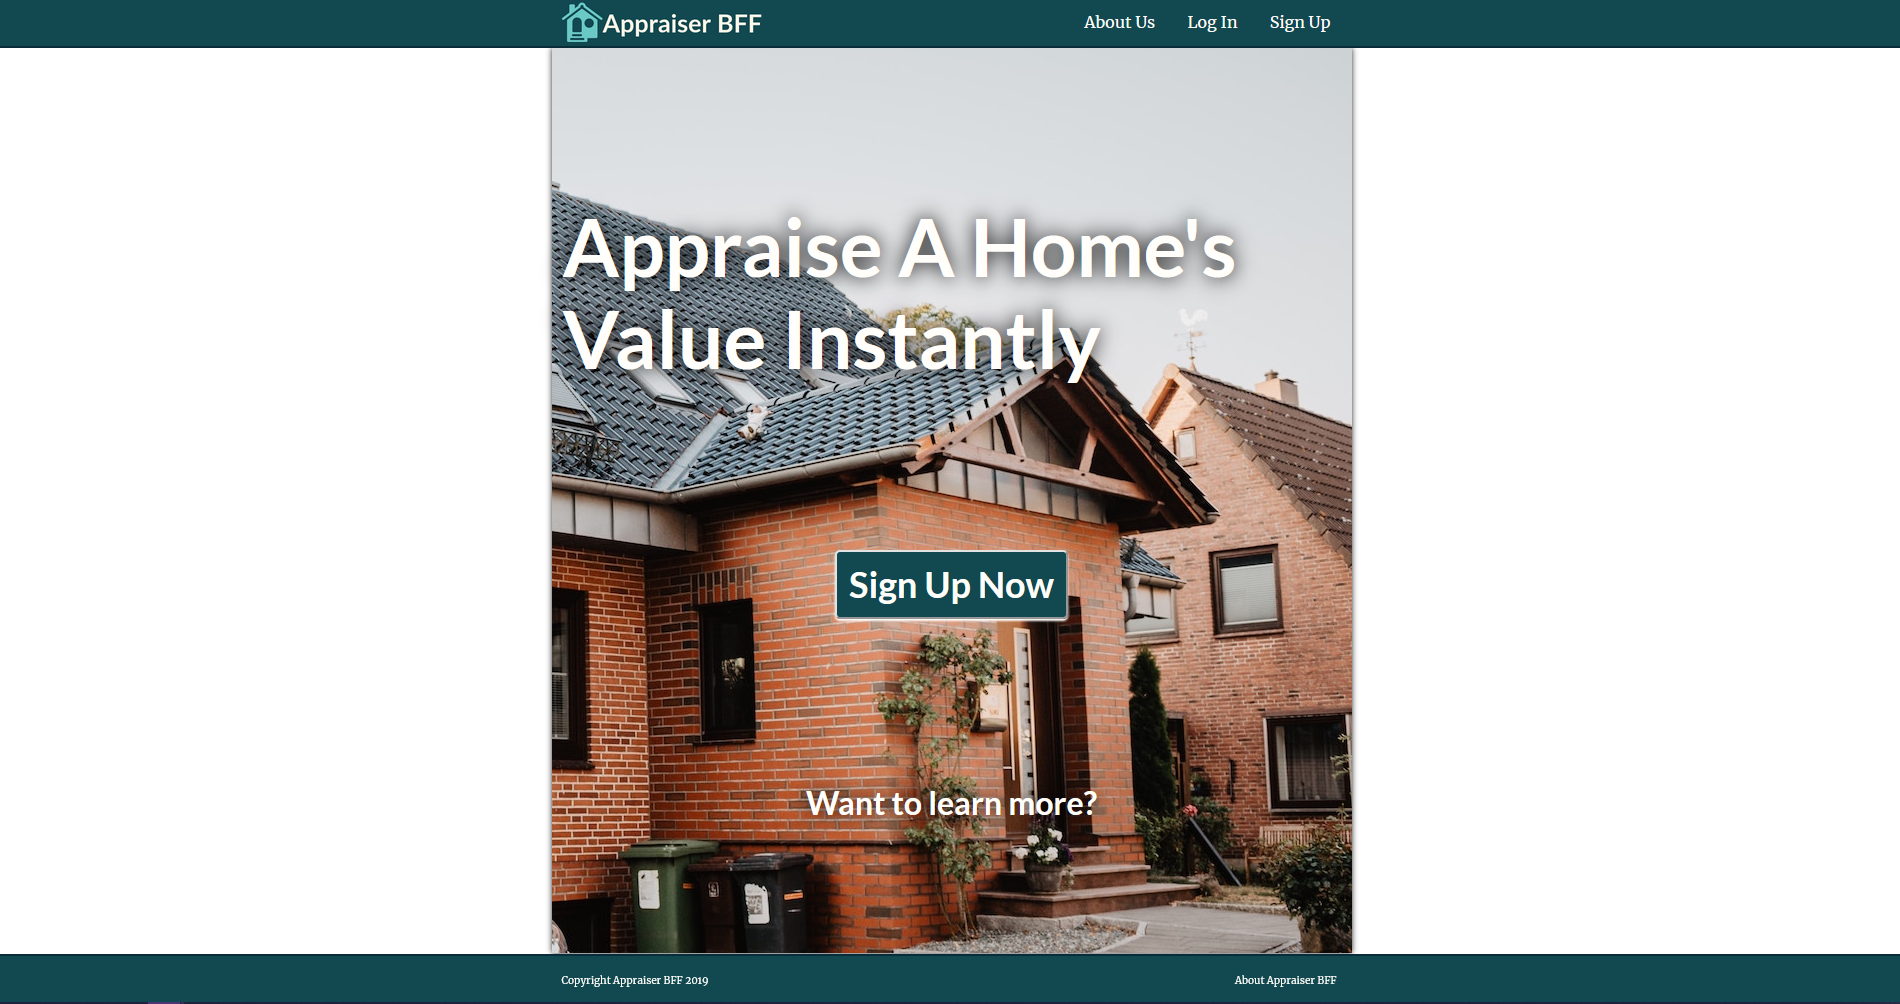 Appraiser BFF
About Us
Log In
Sign Up
Appraise A Home's
Value Instantly
Sign Up Now
Want to learn more?
Copyright Appraiser BFF 2019
About Appraiser BFF